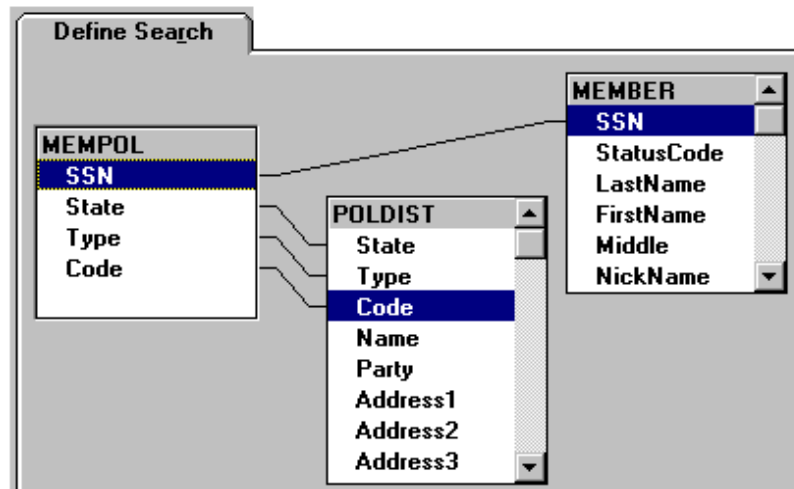 Define Search
MEMPOL
SSN
State
Type
Code
POLDIST
State
Type
Code
Name
Party
Address1
Address2
Address3
MEMBER
SSN
StatusCode
LastName
FirstName
Middle
NickName